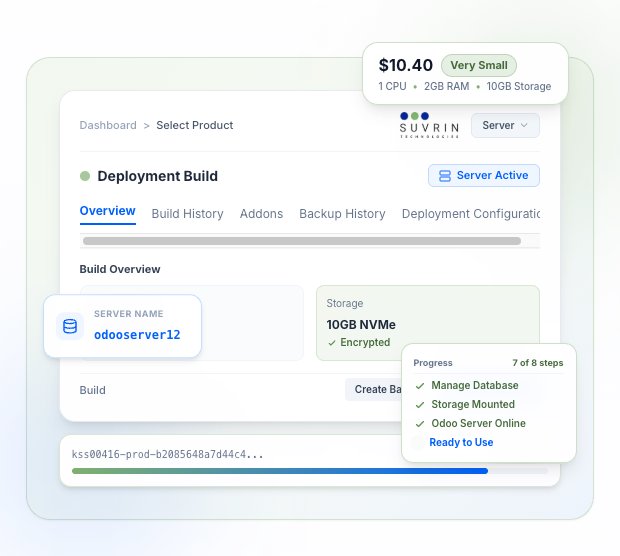 $10.40 Very Small
1 CPU • 2GB RAM • 10GB Storage
Dashboard > Select Product
SUVRIN
TECHNOLOGIES
Server
Deployment Build
Server Active
Overview Build History Addons Backup History Deployment Configuratio
Build Overview
SERVER NAME
odooserver12
Storage
10GB NVMe
Encrypted
Build
Create Ba
Progress 7 of 8 steps
Manage Database
Storage Mounted
Odoo Server Online
Ready to Use
kss00416-prod-b2085648a7d44c4...